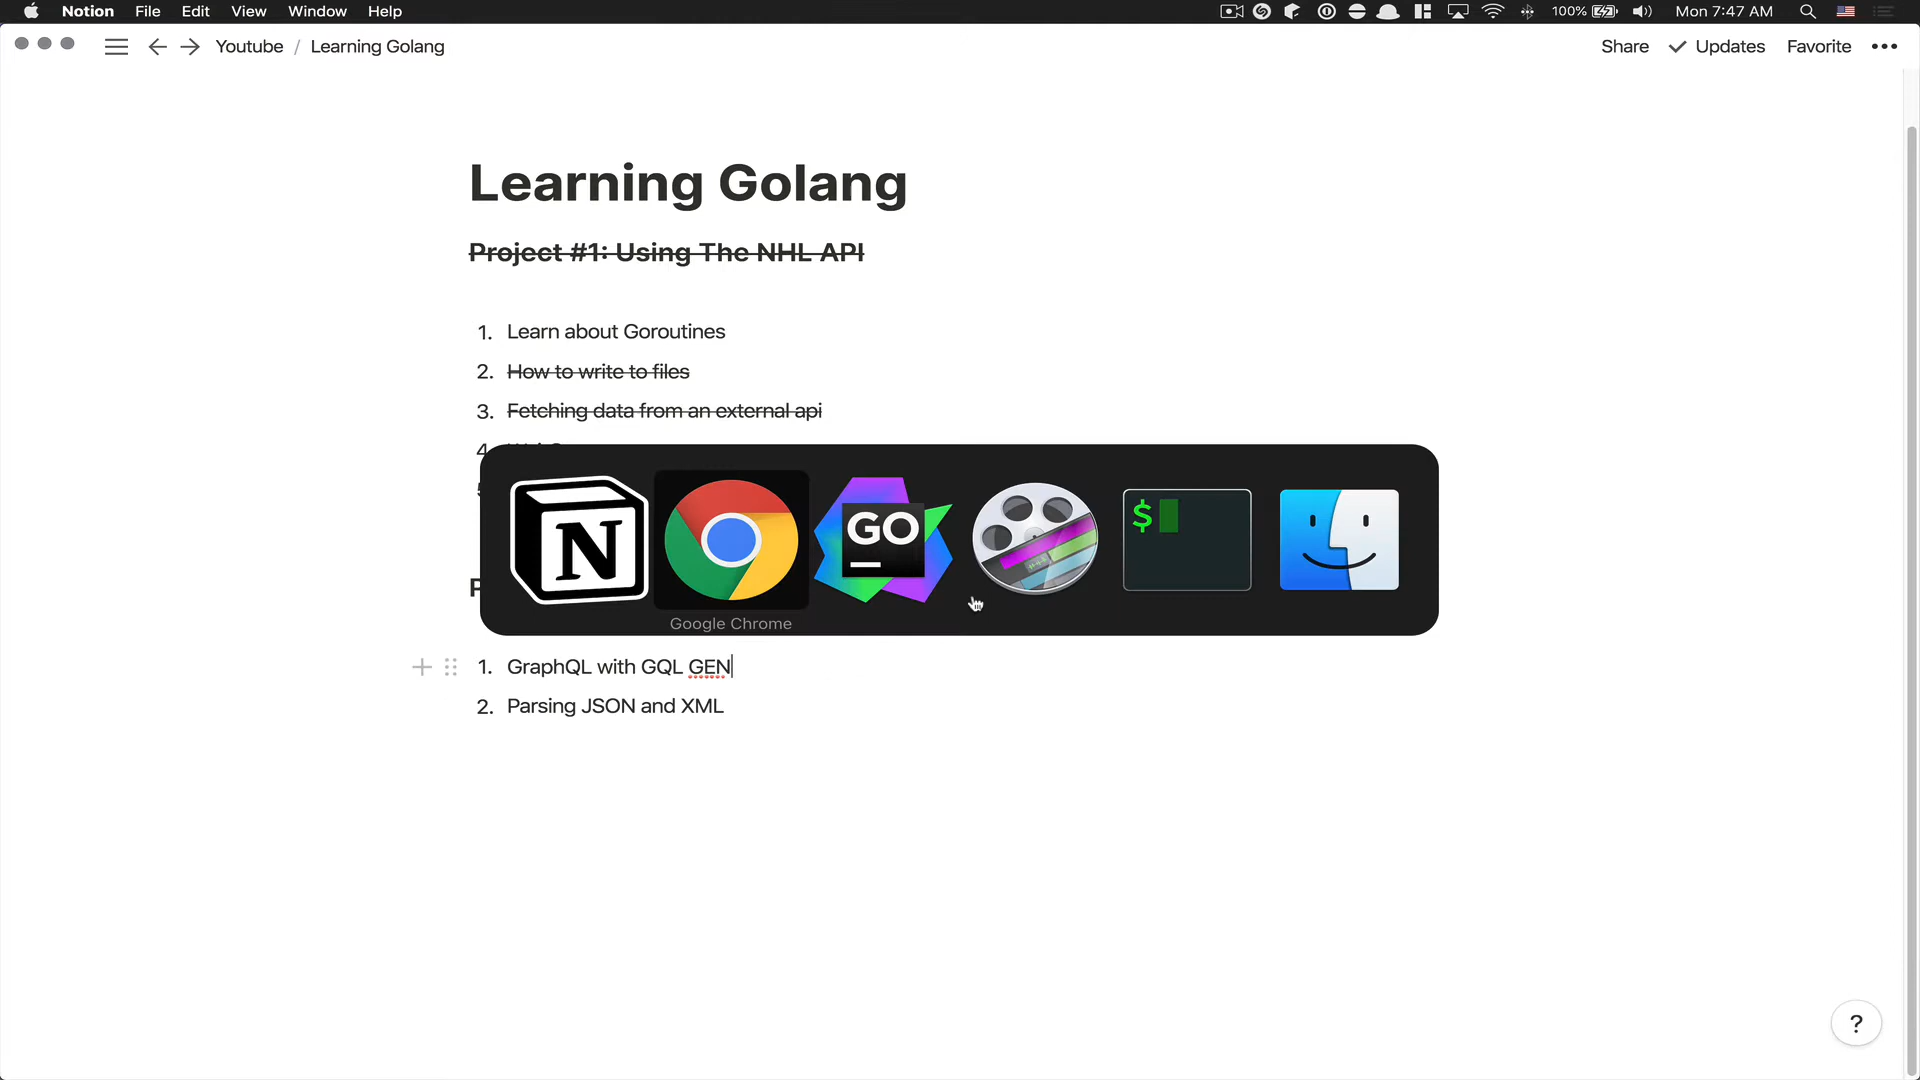 Notion File Edit View Window Help 100% Mon 7:47 AM
Youtube / Learning Golang Share Updates Favorite
Learning Golang
Project #1: Using The NHL API
1. Learn about Goroutines
2. How to write to files
3. Fetching data from an external api
4
N GO $
Google Chrome
1. GraphQL with GQL GEN
2. Parsing JSON and XML
?